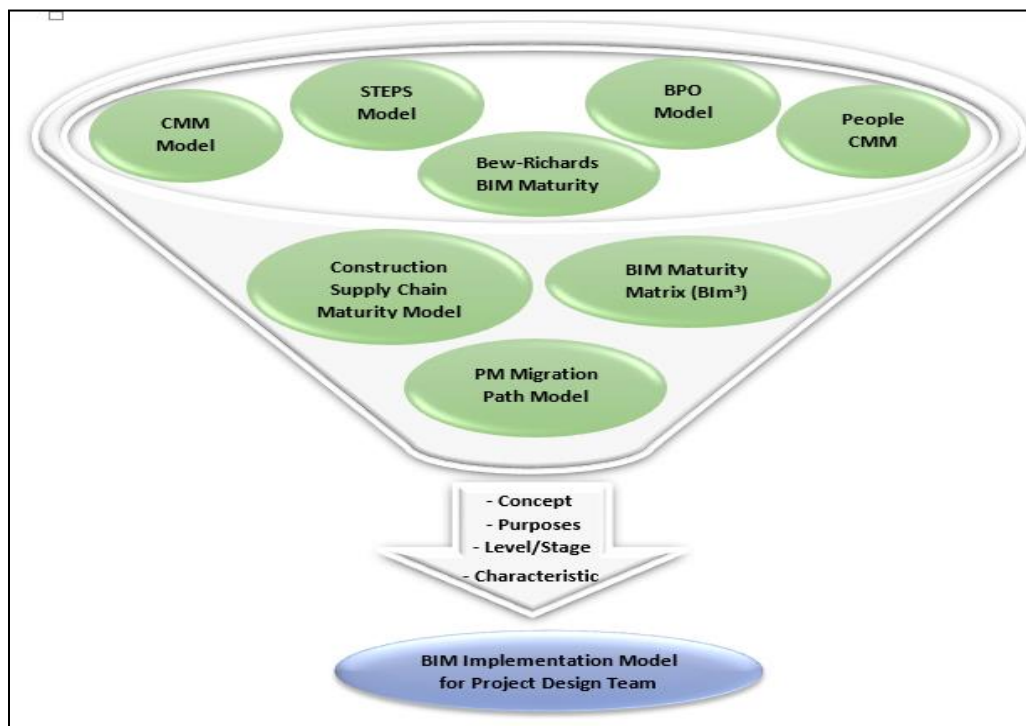 CMM
Model
STEPS
Model
BPO
Model
People
CMM
Bew-Richards
BIM Maturity
Construction
Supply Chain
Maturity Model
BIM Maturity
Matrix (BIm³)
PM Migration
Path Model
- Concept
- Purposes
- Level/Stage
- Characteristic
BIM Implementation Model
for Project Design Team